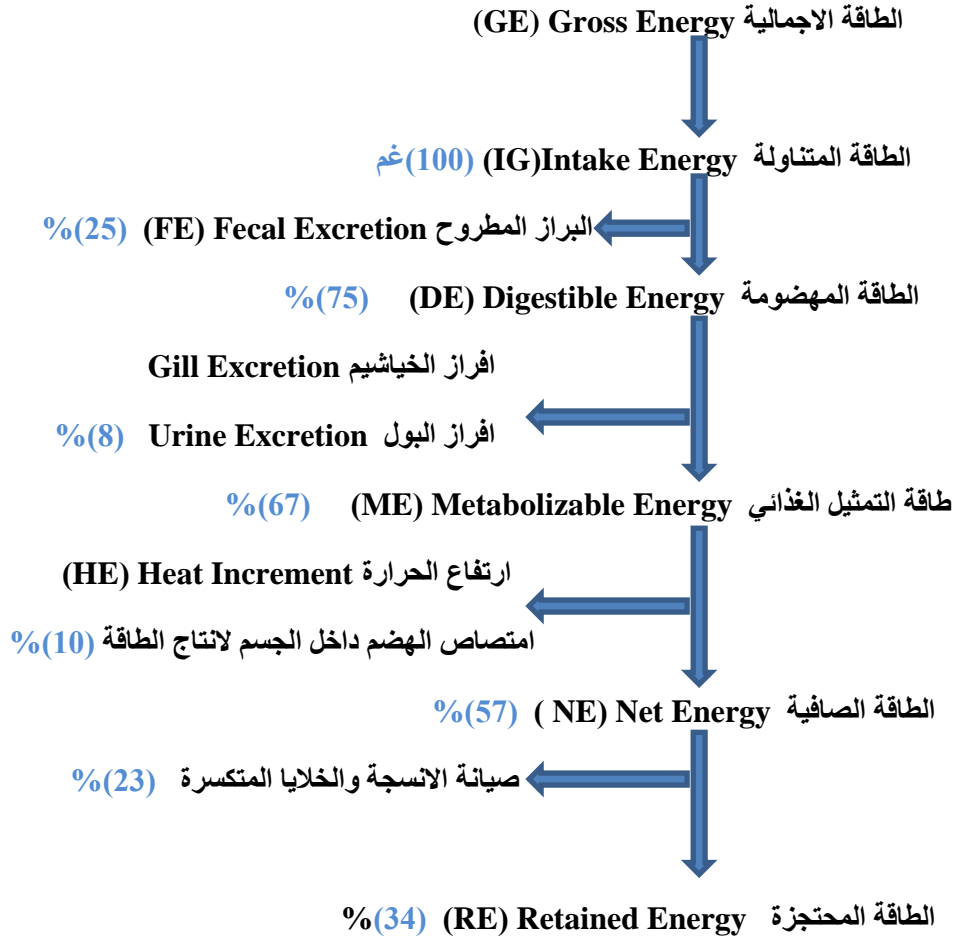 الطاقة الاجمالية Gross Energy (GE)
الطاقة المتناولة Intake Energy(IG) (100)غم
البراز المطروح Fecal Excretion (FE) (25)%
الطاقة المهضومة Digestible Energy (DE) (75)%
افراز الخياشيم Gill Excretion
افراز البول Urine Excretion (8)%
طاقة التمثيل الغذائي Metabolizable Energy (ME) (67)%
ارتفاع الحرارة Heat Increment (HE)
امتصاص الهضم داخل الجسم لانتاج الطاقة (10)%
الطاقة الصافية Net Energy (NE ) (57)%
صيانة الانسجة والخلايا المتكسرة (23)%
الطاقة المحتجزة Retained Energy (RE) (34)%